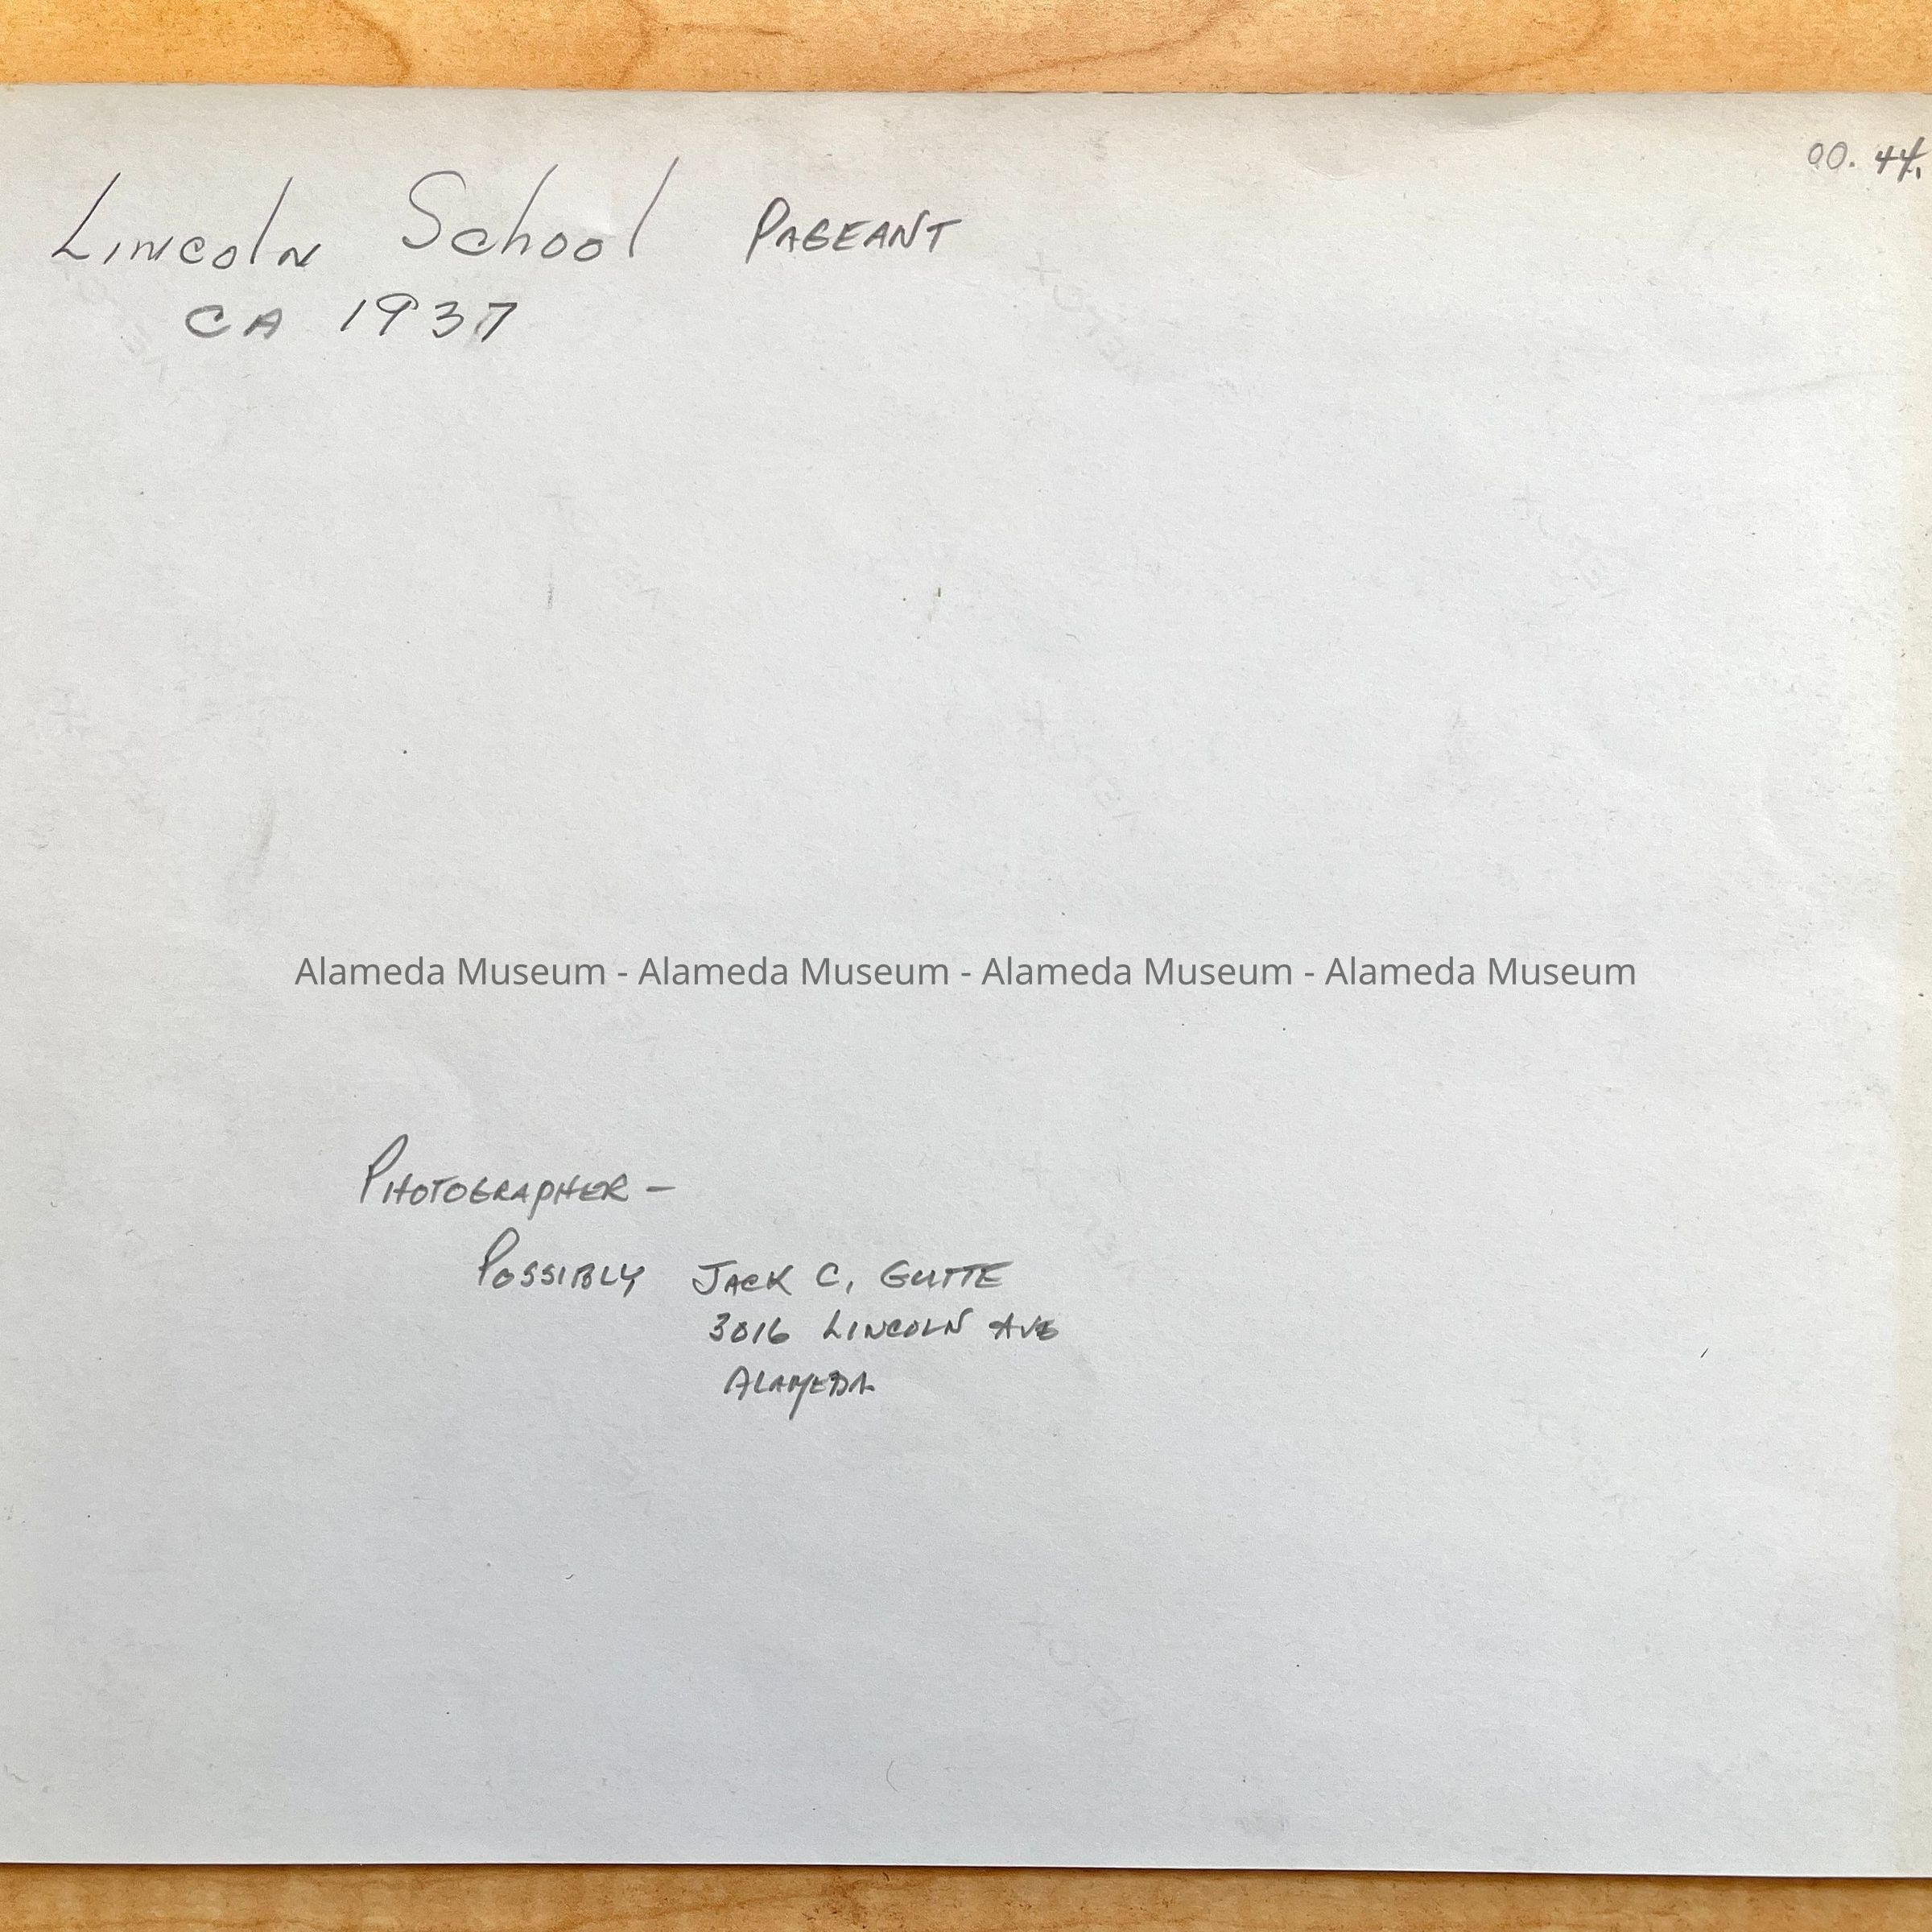 00. 44.
Lincoln School PAGEANT
CA 1937
Alameda Museum - Alameda Museum - Alameda Museum - Alameda Museum
PHOTOGRAPHER –
POSSIBLY JACK C. GUTTE
3016 LINCOLN AVE
ALAMEDA